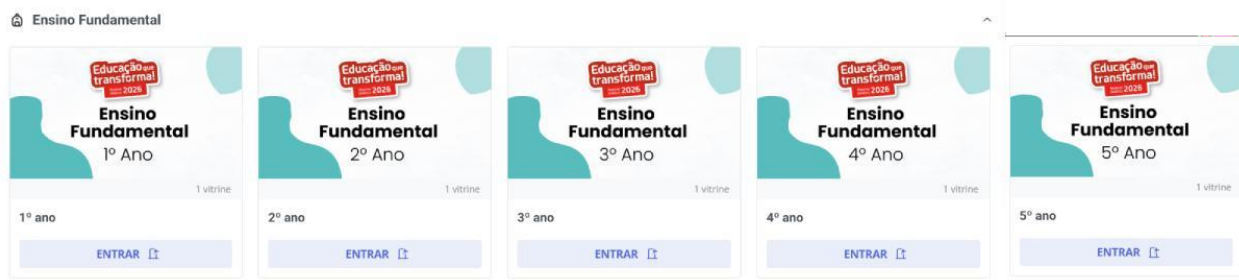 Ensino Fundamental
Educação que
transforma!
2026
Ensino
Fundamental
1º Ano
1 vitrine
1º ano
ENTRAR
Educação que
transforma!
2026
Ensino
Fundamental
2º Ano
1 vitrine
2º ano
ENTRAR
Educação que
transforma!
2026
Ensino
Fundamental
3º Ano
1 vitrine
3º ano
ENTRAR
Educação que
transforma!
2026
Ensino
Fundamental
4º Ano
1 vitrine
4º ano
ENTRAR
Educação que
transforma!
2026
Ensino
Fundamental
5º Ano
1 vitrine
5º ano
ENTRAR